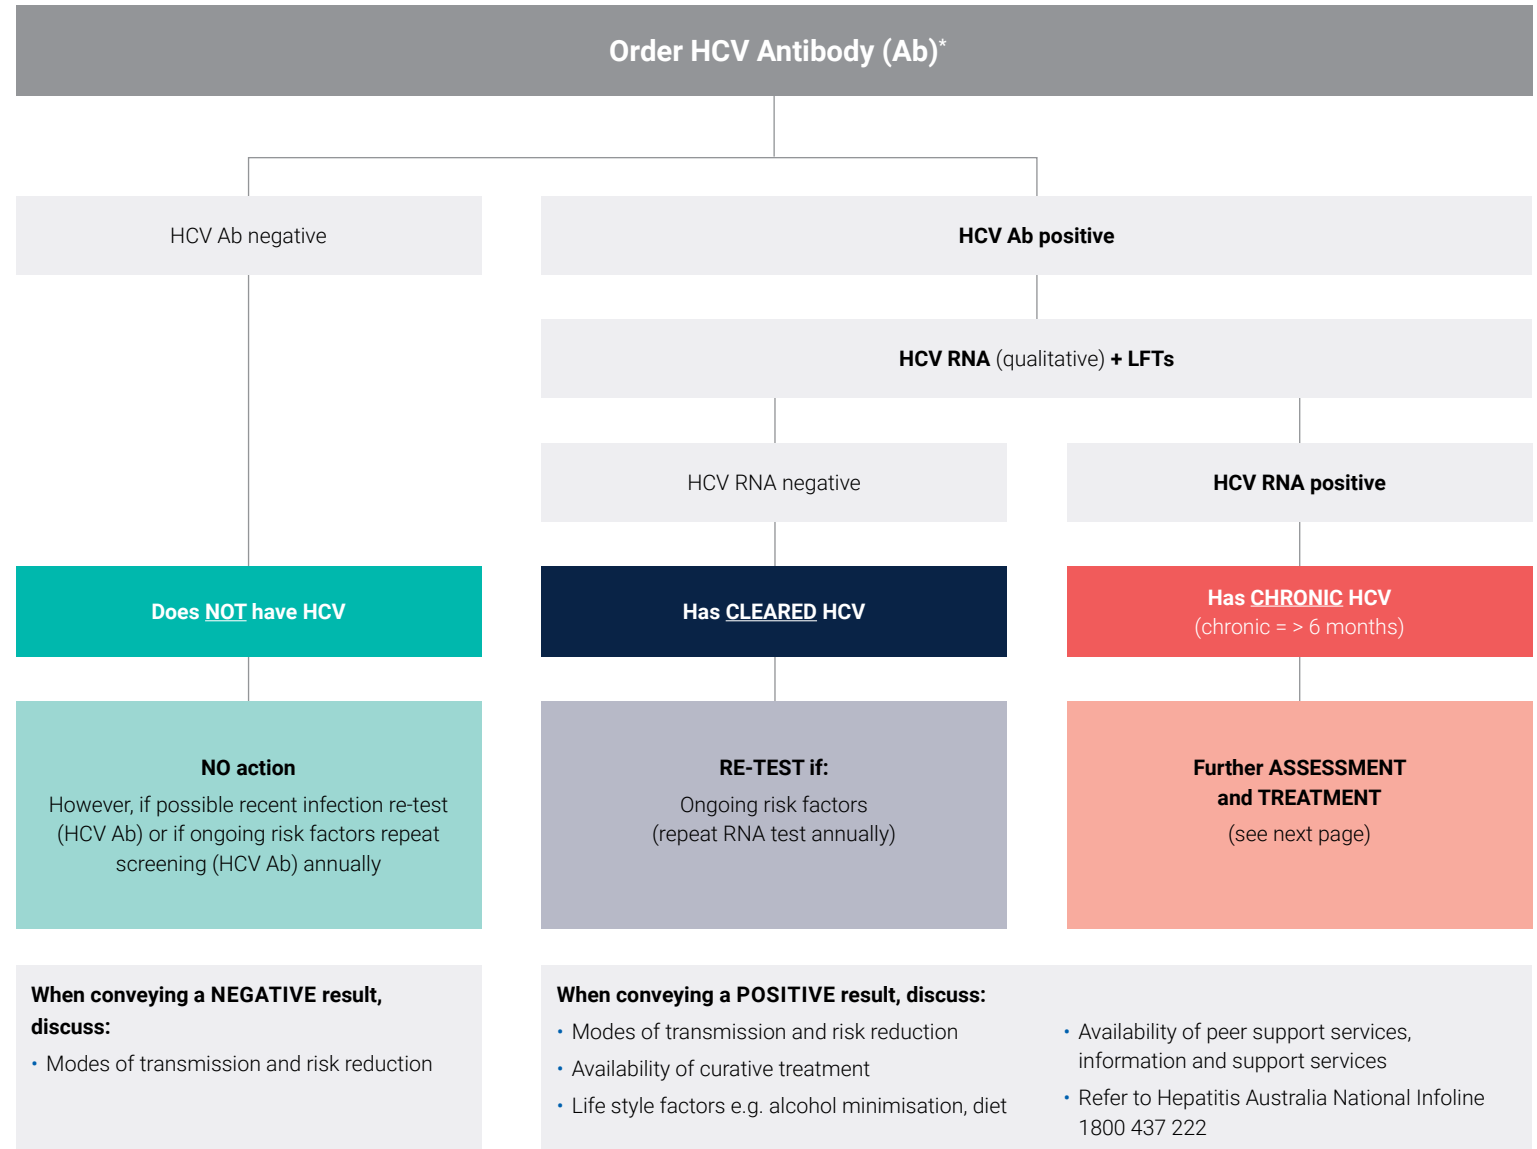 Order HCV Antibody (Ab)*
HCV Ab negative
HCV Ab positive
HCV RNA (qualitative) + LFTs
HCV RNA negative
HCV RNA positive
Does NOT have HCV
Has CLEARED HCV
Has CHRONIC HCV
(chronic = > 6 months)
NO action
However, if possible recent infection re-test
(HCV Ab) or if ongoing risk factors repeat
screening (HCV Ab) annually
RE-TEST if:
Ongoing risk factors
(repeat RNA test annually)
Further ASSESSMENT
and TREATMENT
(see next page)
When conveying a NEGATIVE result,
discuss:
• Modes of transmission and risk reduction
When conveying a POSITIVE result, discuss:
• Modes of transmission and risk reduction
• Availability of curative treatment
• Life style factors e.g. alcohol minimisation, diet
• Availability of peer support services,
information and support services
• Refer to Hepatitis Australia National Infoline
1800 437 222